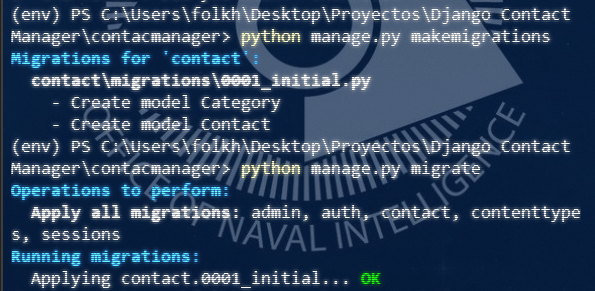 (env) PS C:\Users\folkh\Desktop\Proyectos\Django Contact
Manager\contacmanager> python manage.py makemigrations
Migrations for 'contact':
  contact\migrations\0001_initial.py
    - Create model Category
    - Create model Contact
(env) PS C:\Users\folkh\Desktop\Proyectos\Django Contact
Manager\contacmanager> python manage.py migrate
Operations to perform:
  Apply all migrations: admin, auth, contact, contenttype
s, sessions
Running migrations:
  Applying contact.0001_initial... OK
OFFICE OF NAVAL INTELLIGENCE